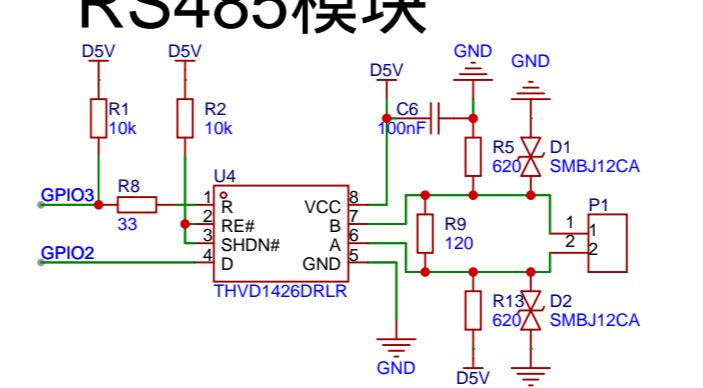 RS485模块
D5V
D5V
D5V
GND
GND
R1
10k
R2
10k
C6
100nF
R5
620
D1
SMBJ12CA
U4
GPIO3
R8
33
1
R
2
RE#
3
SHDN#
4
D
VCC
8
B
7
A
6
GND
5
THVD1426DRLR
GPIO2
R9
120
P1
1
1
2
2
R13
620
D2
SMBJ12CA
GND
D5V